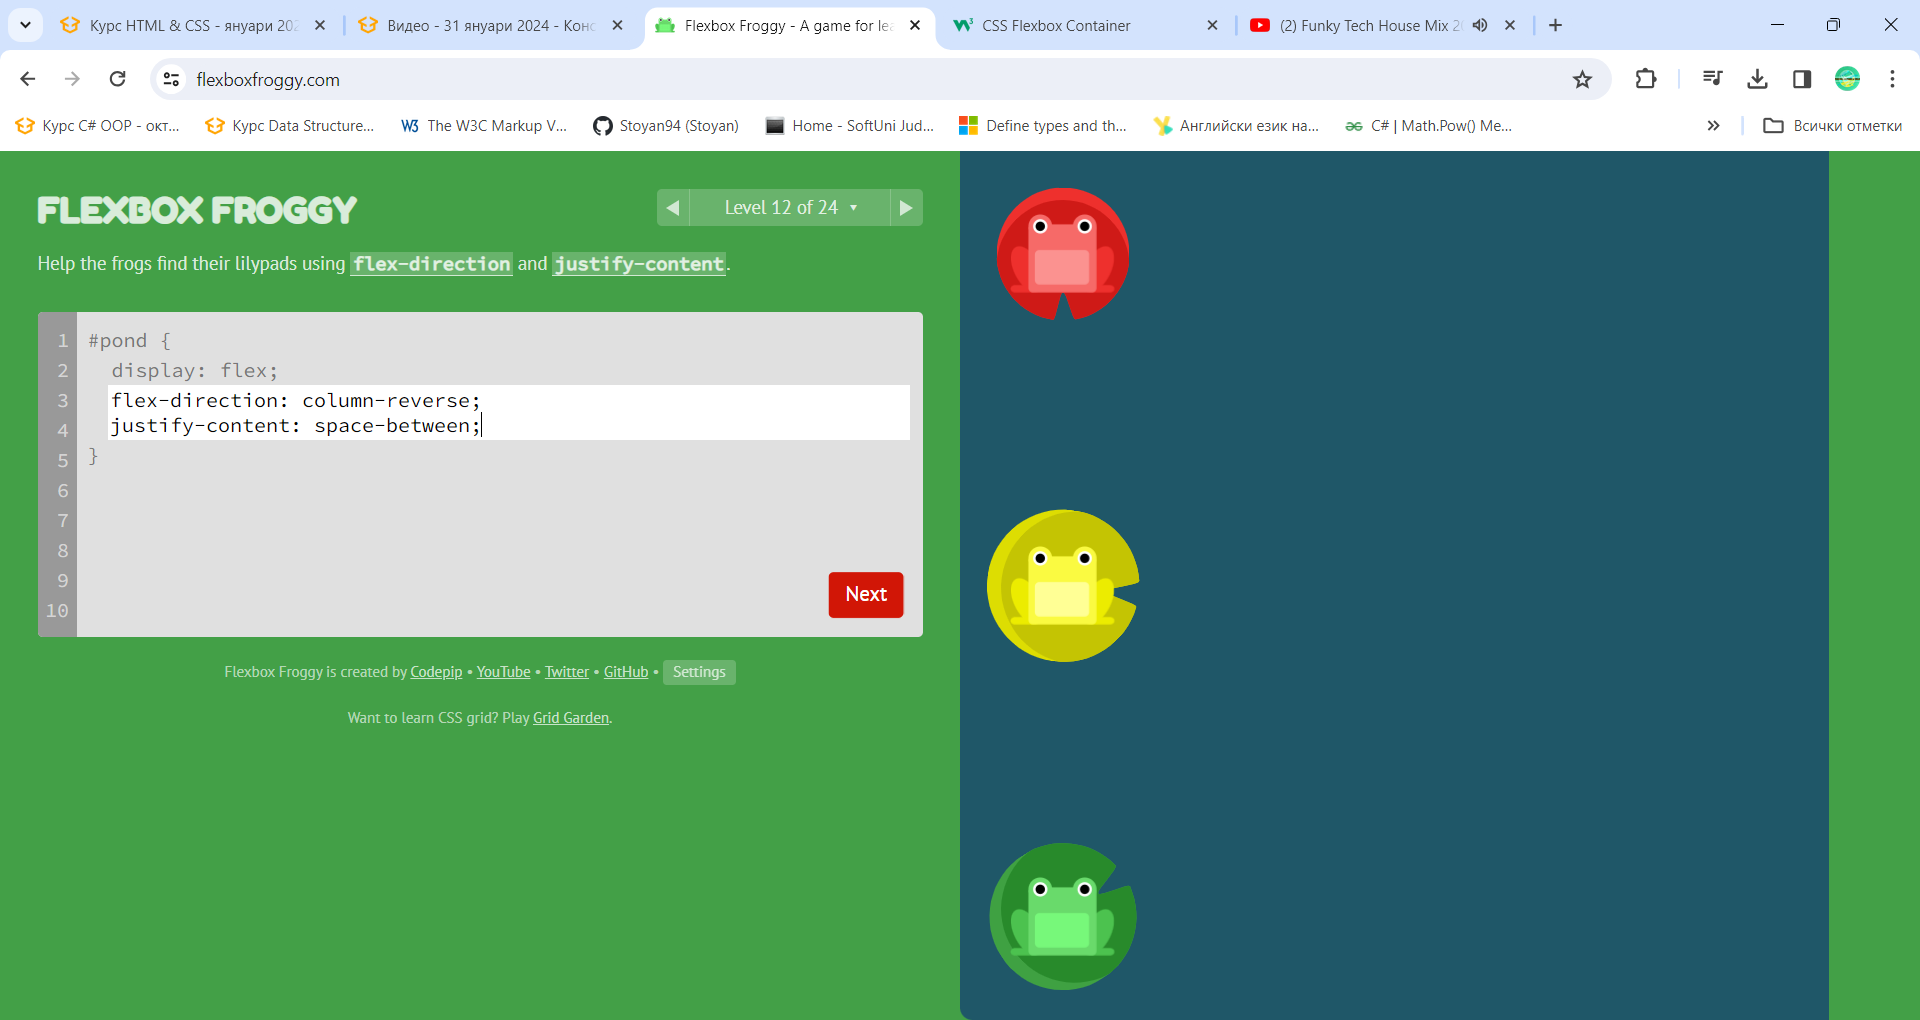 Курс HTML & CSS - януари 202
Видео - 31 януари 2024 - Конс
Flexbox Froggy - A game for lea
CSS Flexbox Container
(2) Funky Tech House Mix 20
flexboxfroggy.com
Курс C# OOP - окт...
Курс Data Structure...
W3 The W3C Markup V...
Stoyan94 (Stoyan)
Home - SoftUni Jud...
Define types and th...
Английски език на...
C# | Math.Pow() Me...
Всички отметки
FLEXBOX FROGGY
Level 12 of 24
Help the frogs find their lilypads using flex-direction and justify-content.
1 #pond {
2 display: flex;
3 flex-direction: column-reverse;
4 justify-content: space-between;
5 }
6
7
8
9
10
Next
Flexbox Froggy is created by Codepip • YouTube • Twitter • GitHub • Settings
Want to learn CSS grid? Play Grid Garden.